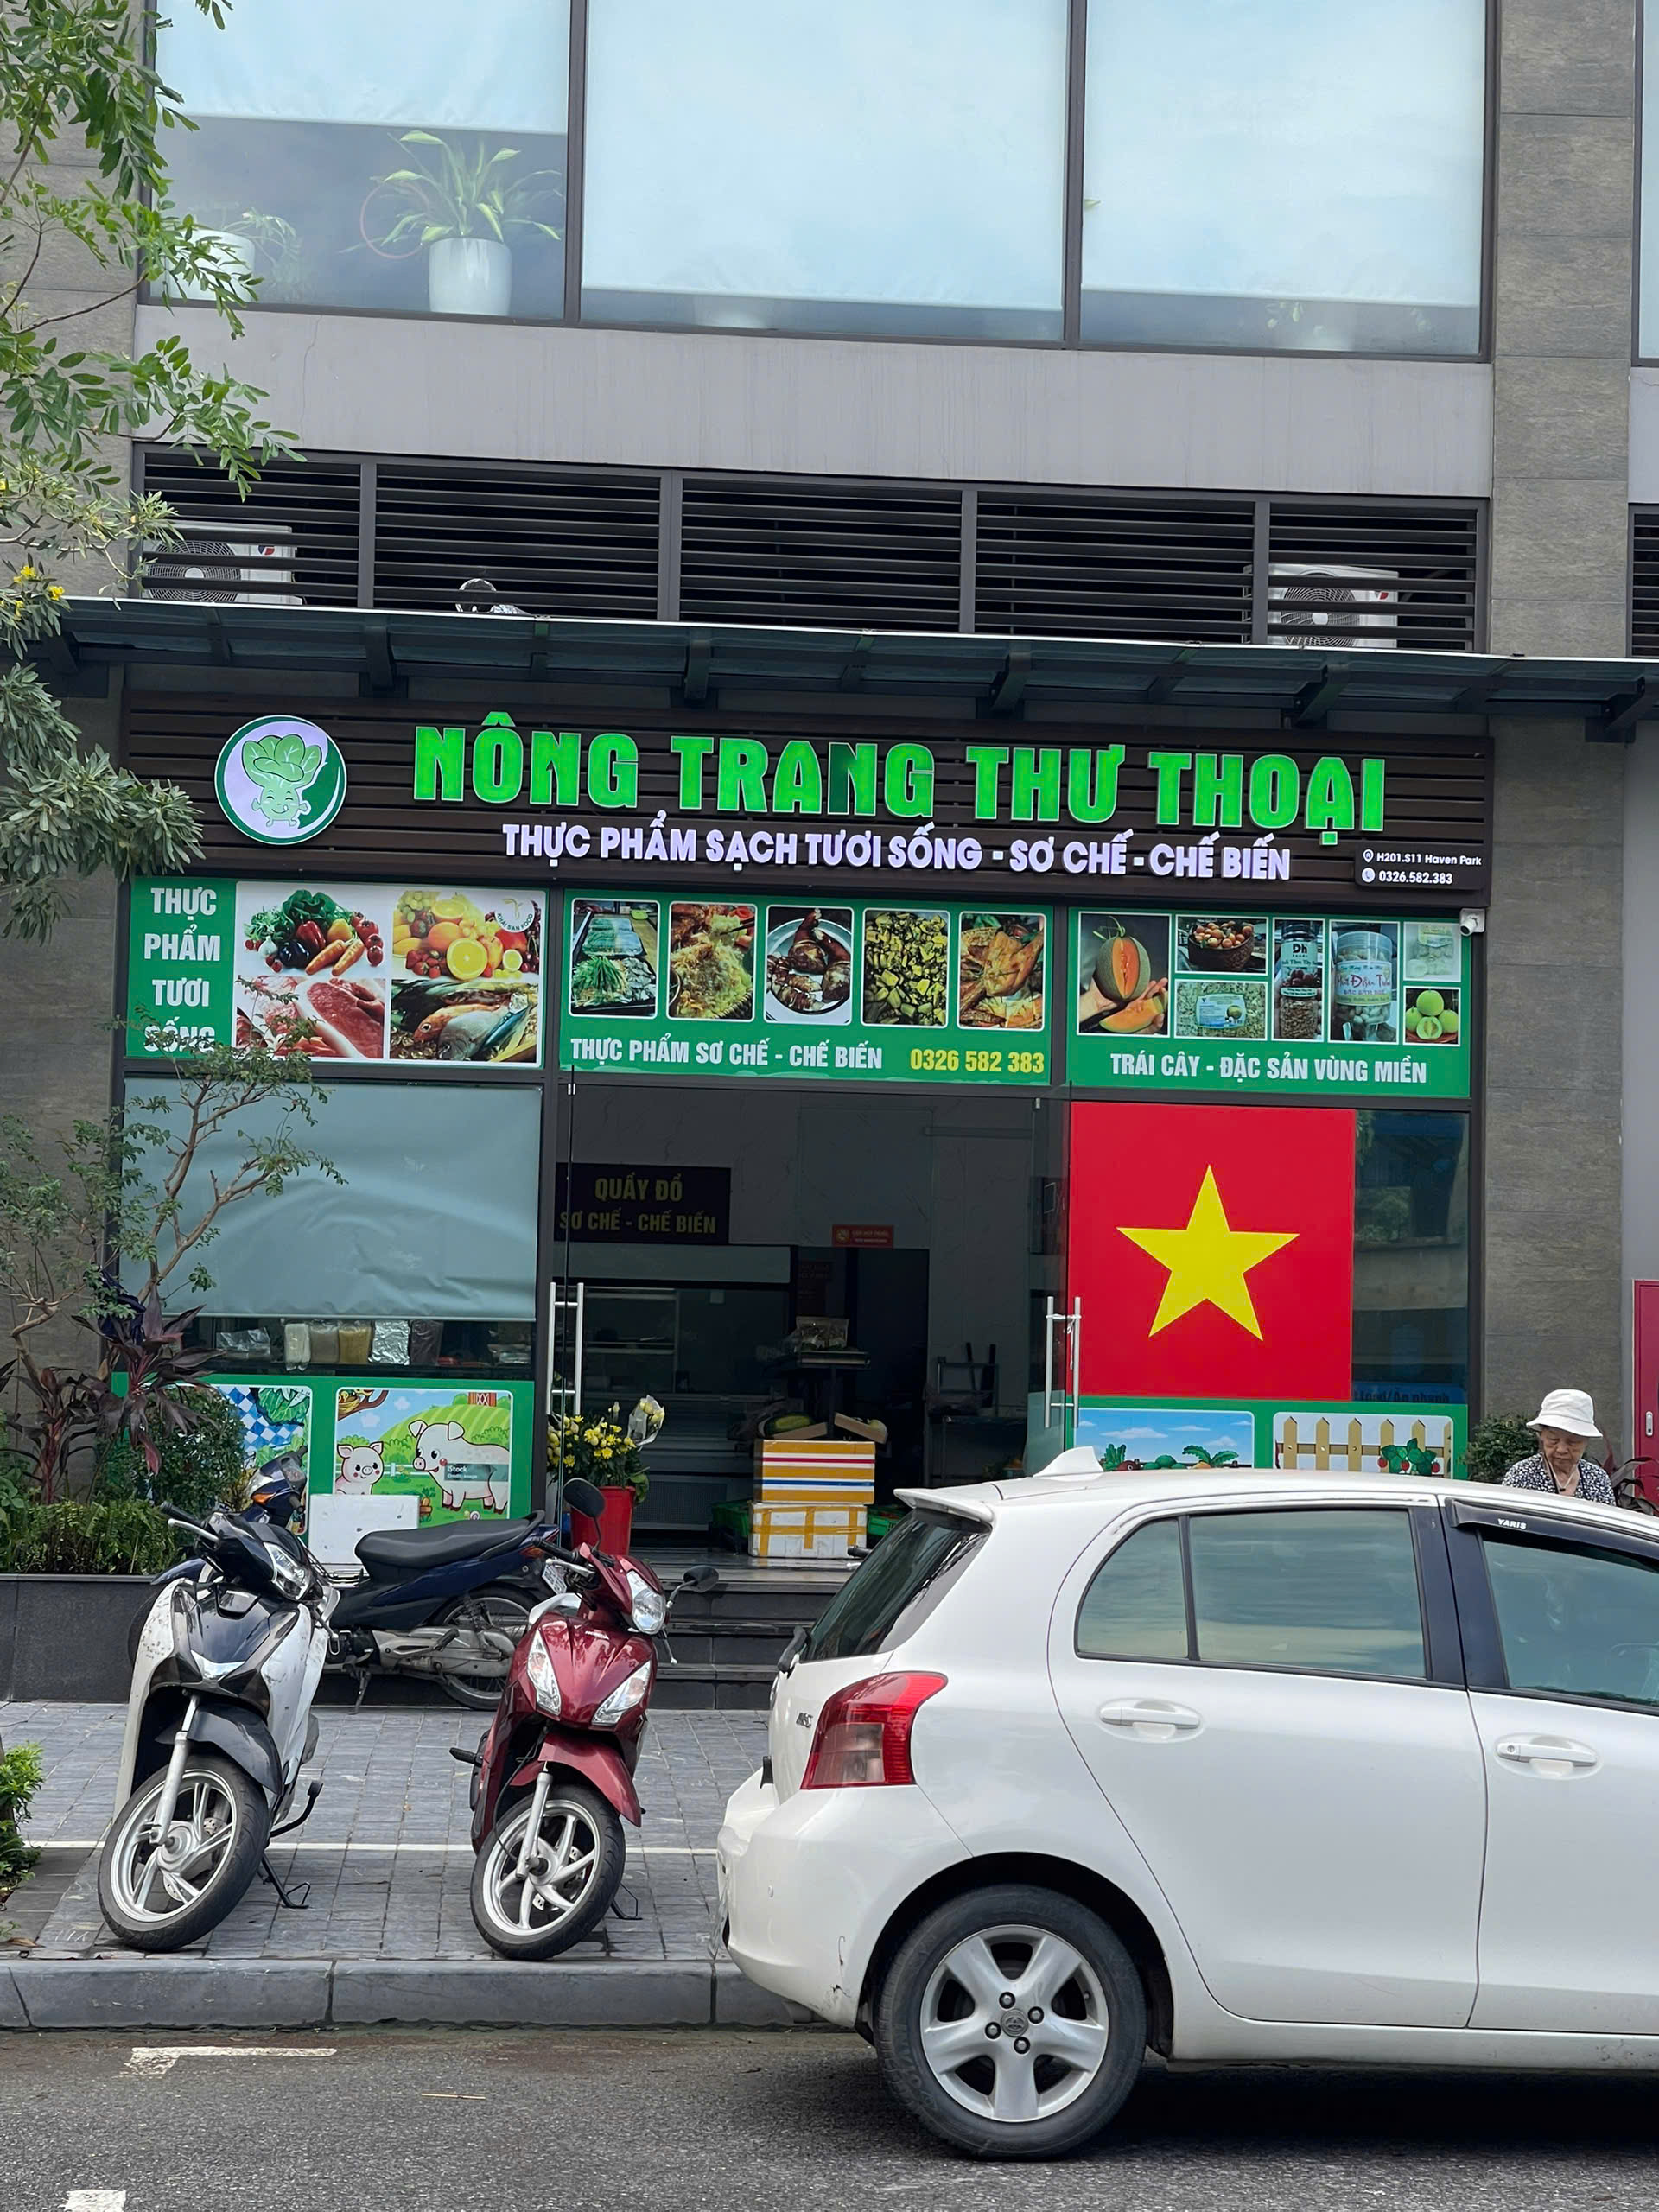 NÔNG TRANG THƯ THOẠI
THỰC PHẨM SẠCH TƯƠI SỐNG - SƠ CHẾ - CHẾ BIẾN
H201.S11 Haven Park
0326.582.383
THỰC
PHẨM
TƯƠI
SỐNG
THỰC PHẨM SƠ CHẾ - CHẾ BIẾN 0326 582 383
TRÁI CÂY - ĐẶC SẢN VÙNG MIỀN
QUẦY ĐỒ
SƠ CHẾ - CHẾ BIẾN
iStock
YARIS